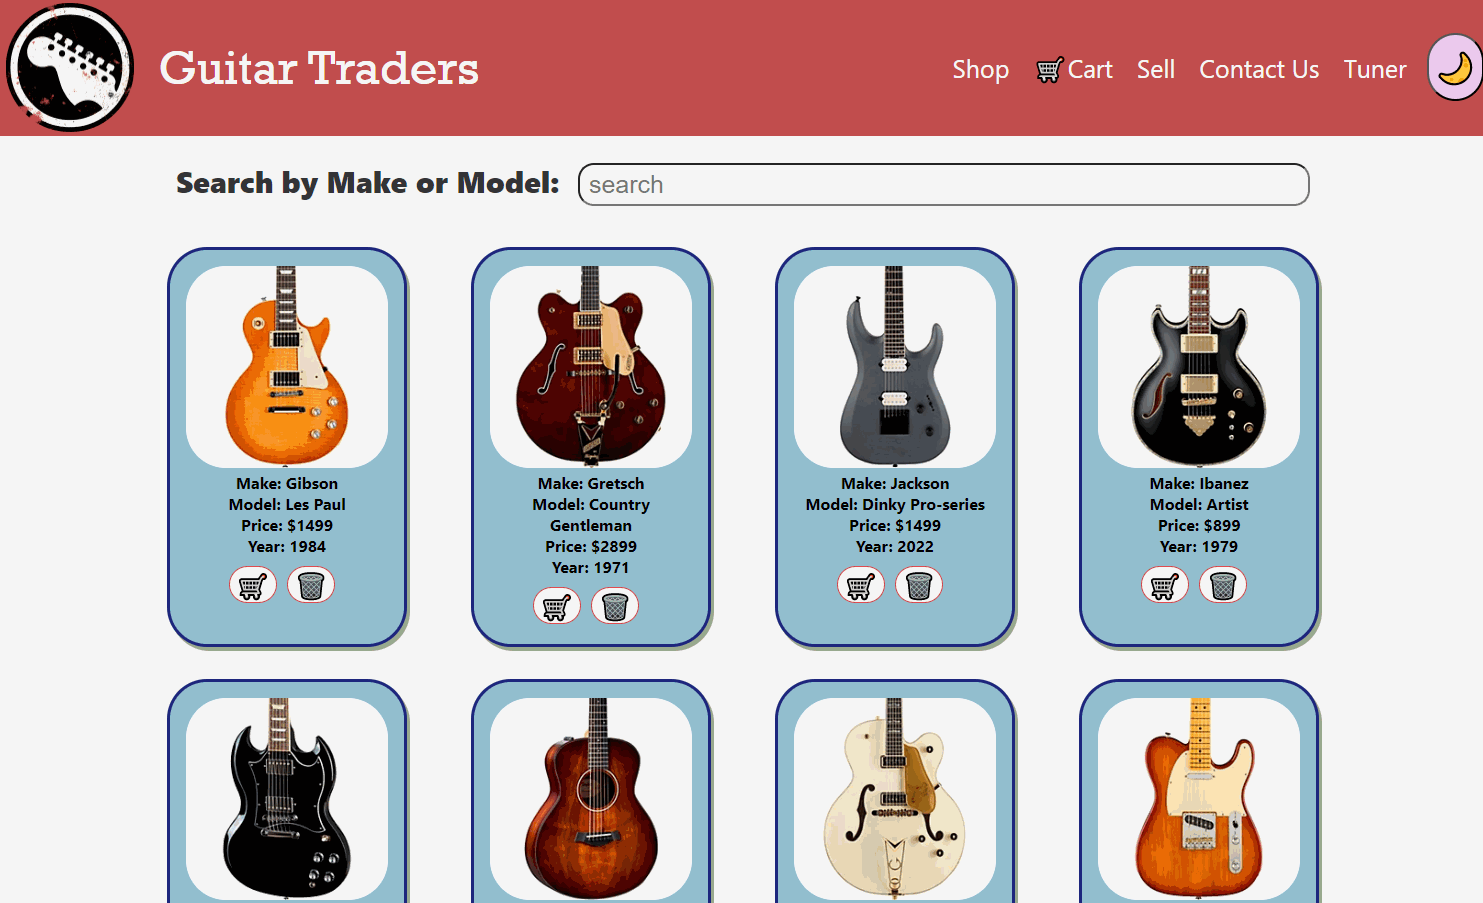 Guitar Traders
Shop
Cart
Sell
Contact Us
Tuner
Search by Make or Model:
search
Make: Gibson
Model: Les Paul
Price: $1499
Year: 1984
Make: Gretsch
Model: Country
Gentleman
Price: $2899
Year: 1971
Make: Jackson
Model: Dinky Pro-series
Price: $1499
Year: 2022
Make: Ibanez
Model: Artist
Price: $899
Year: 1979